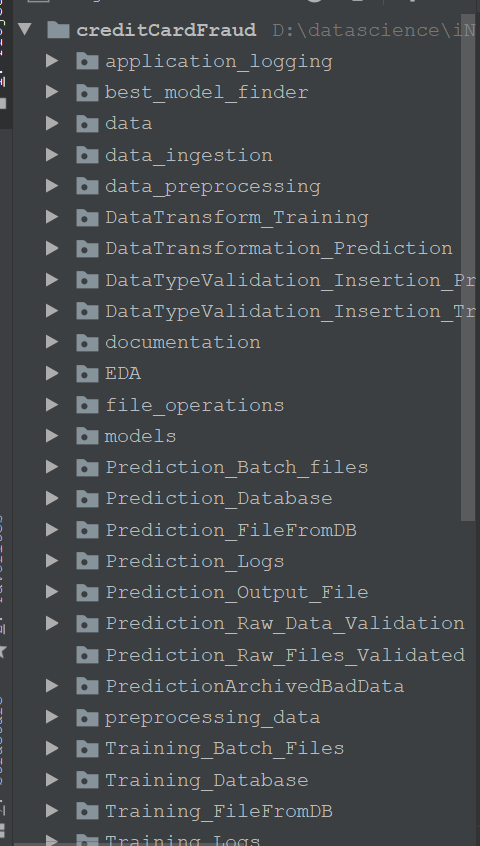 creditCardFraud D:\datascience\iN
application_logging
best_model_finder
data
data_ingestion
data_preprocessing
DataTransform_Training
DataTransformation_Prediction
DataTypeValidation_Insertion_Pr
DataTypeValidation_Insertion_Tr
documentation
EDA
file_operations
models
Prediction_Batch_files
Prediction_Database
Prediction_FileFromDB
Prediction_Logs
Prediction_Output_File
Prediction_Raw_Data_Validation
Prediction_Raw_Files_Validated
PredictionArchivedBadData
preprocessing_data
Training_Batch_Files
Training_Database
Training_FileFromDB
Training_Logs